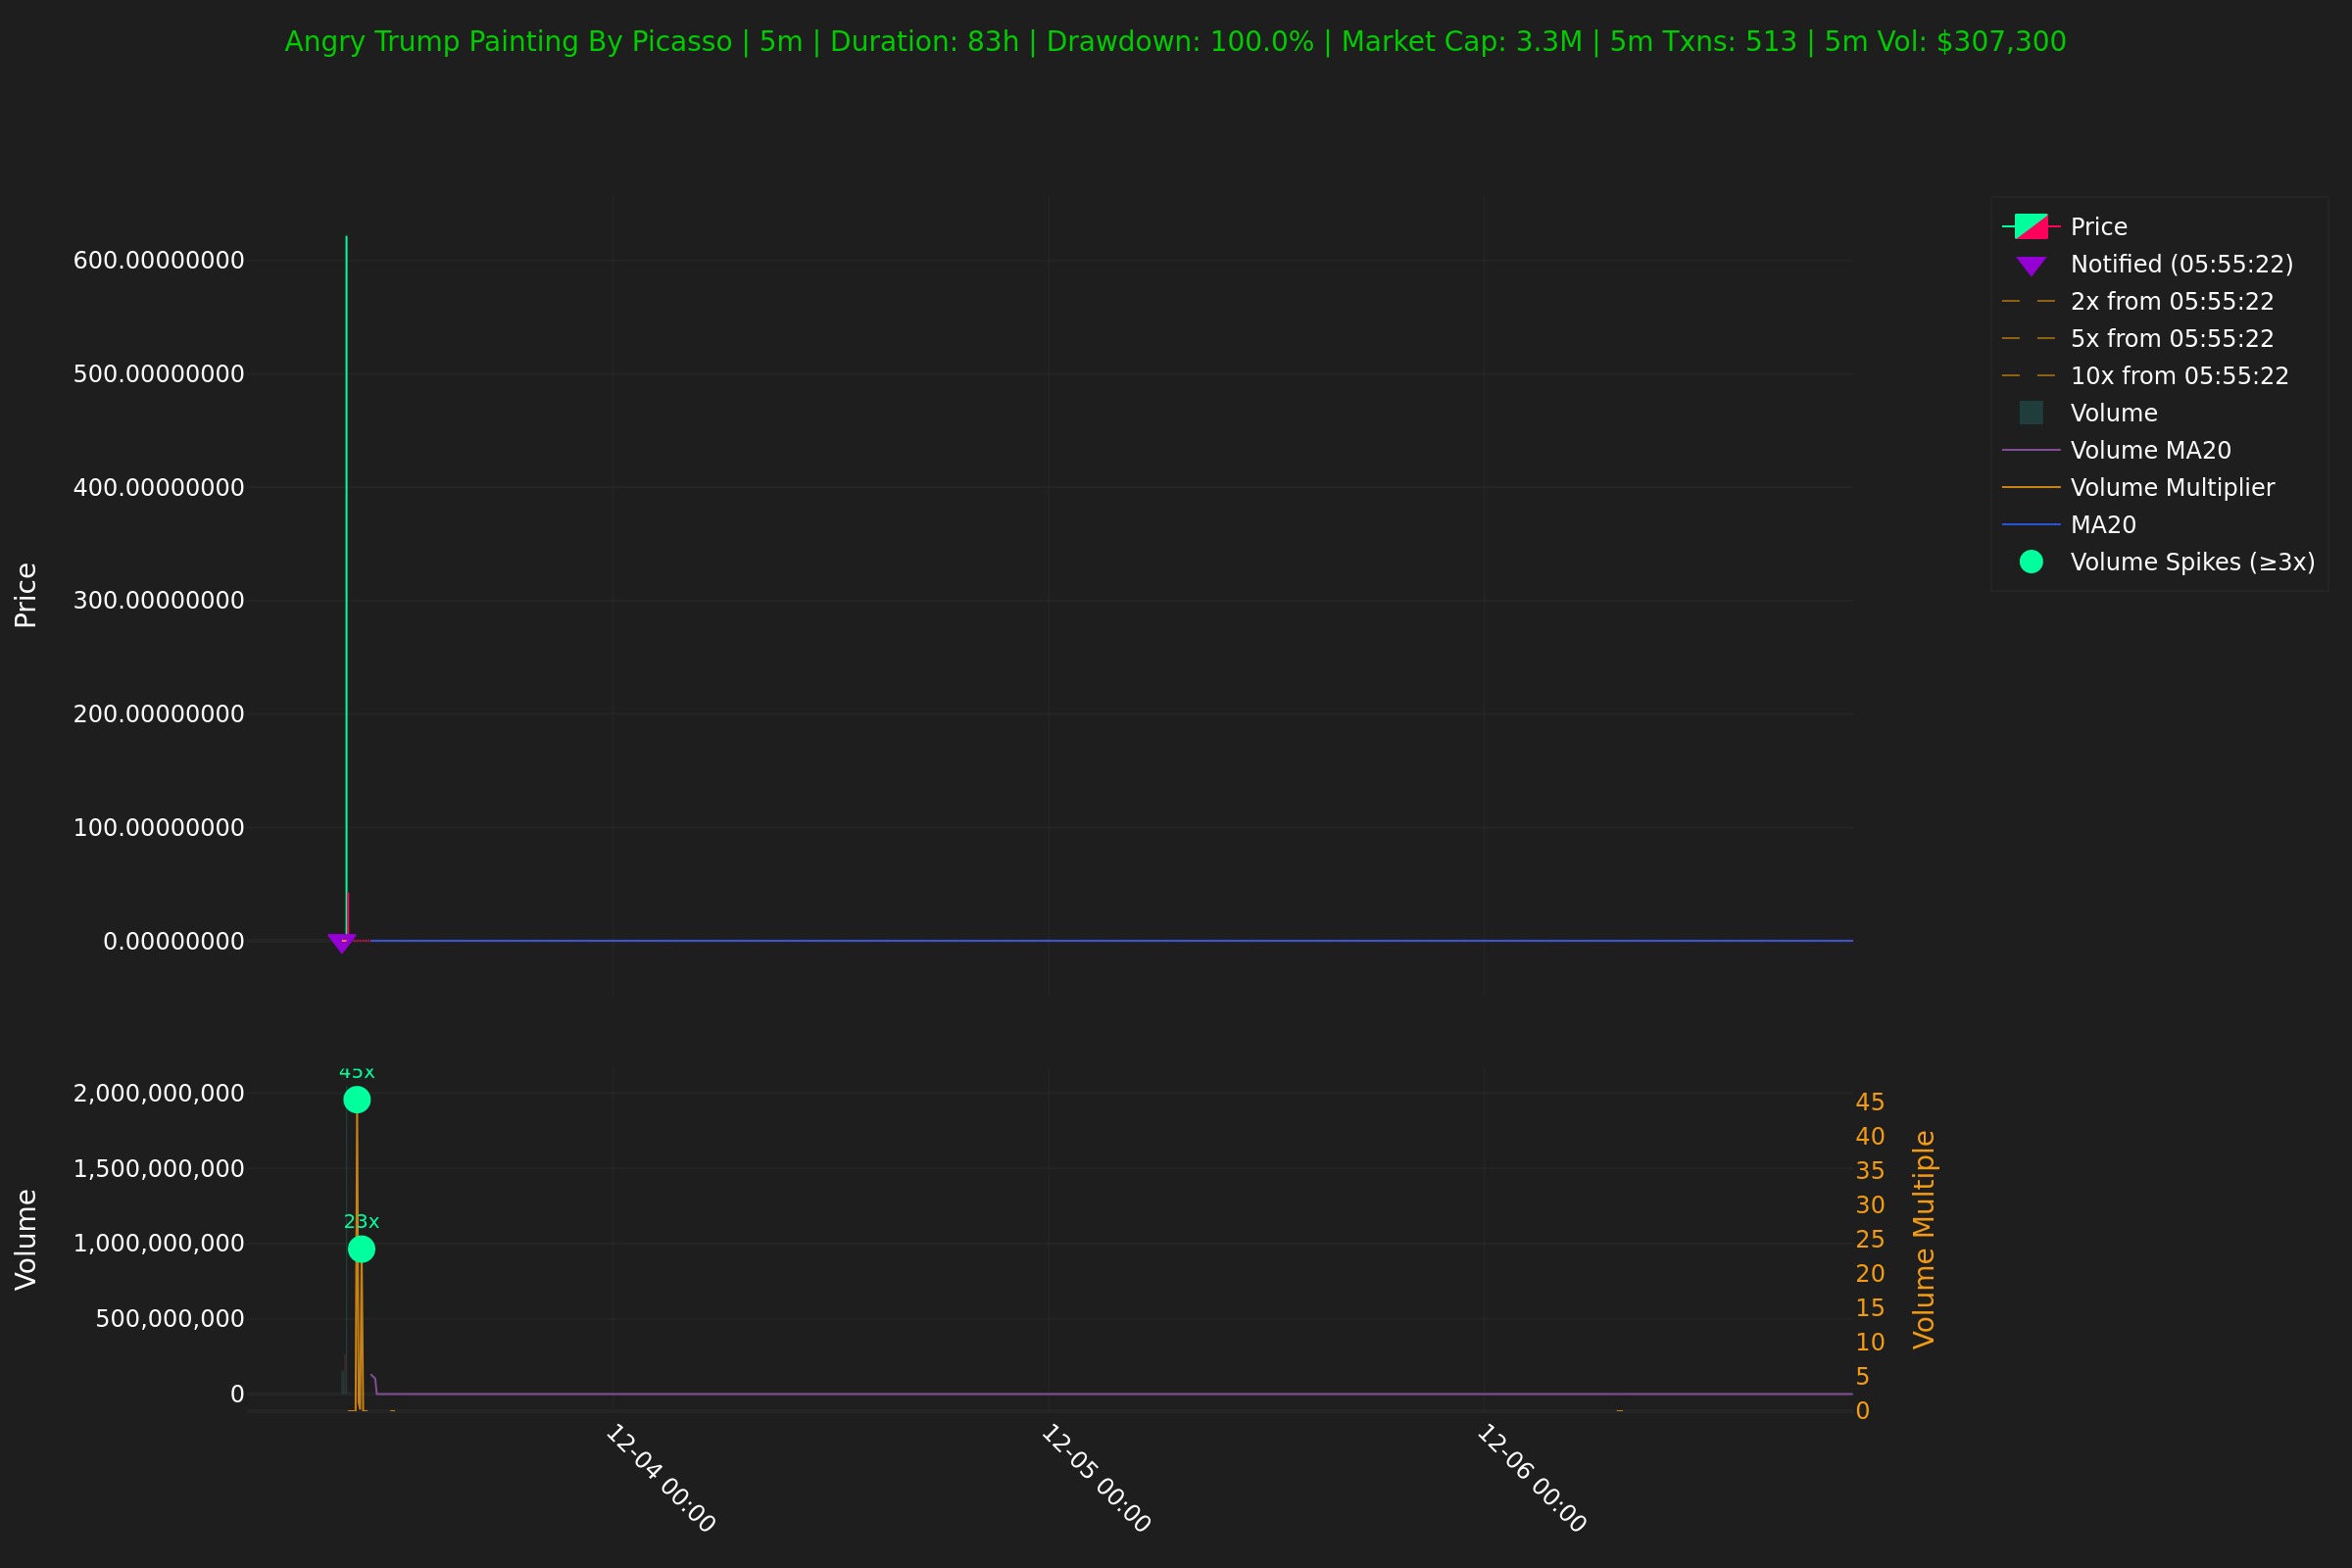 Angry Trump Painting By Picasso | 5m | Duration: 83h | Drawdown: 100.0% | Market Cap: 3.3M | 5m Txns: 513 | 5m Vol: $307,300
Price
600.00000000
500.00000000
400.00000000
300.00000000
200.00000000
100.00000000
0.00000000
Price
Notified (05:55:22)
2x from 05:55:22
5x from 05:55:22
10x from 05:55:22
Volume
Volume MA20
Volume Multiplier
MA20
Volume Spikes (≥3x)
Volume
2,000,000,000
1,500,000,000
1,000,000,000
500,000,000
0
45x
23x
45
40
35
30
25
20
15
10
5
0
Volume Multiple
12-04 00:00
12-05 00:00
12-06 00:00